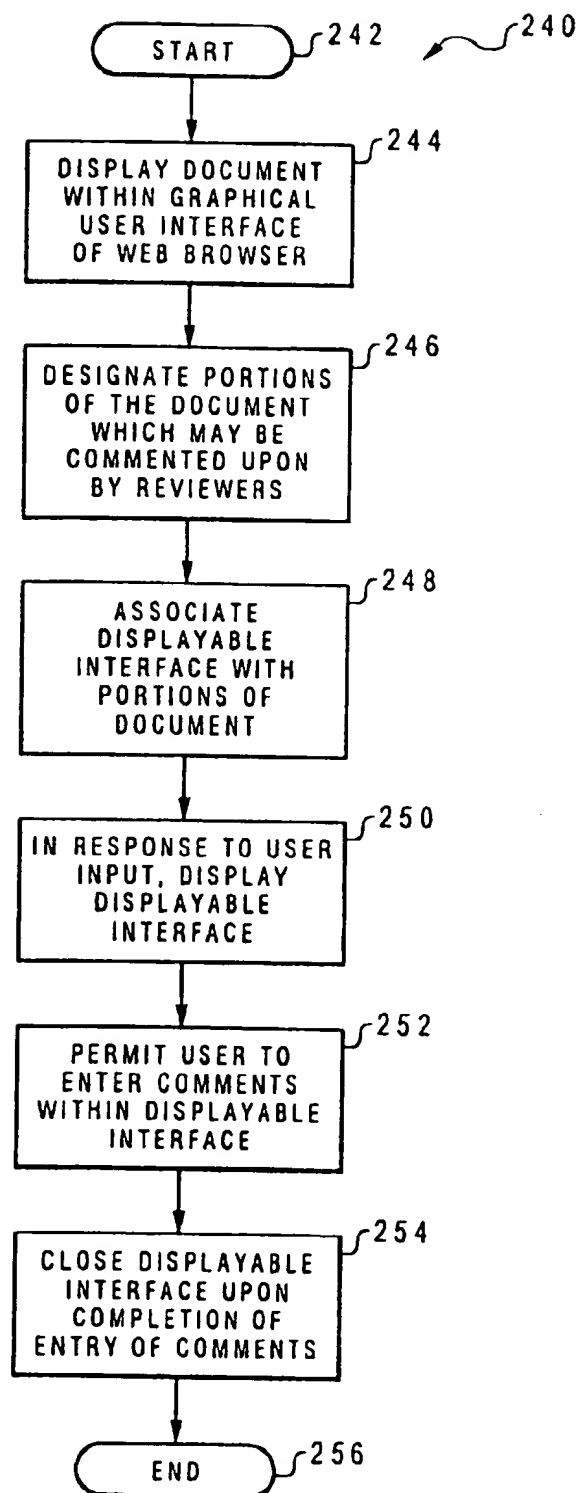 240
START
242
244
DISPLAY DOCUMENT
WITHIN GRAPHICAL
USER INTERFACE
OF WEB BROWSER
246
DESIGNATE PORTIONS
OF THE DOCUMENT
WHICH MAY BE
COMMENTED UPON
BY REVIEWERS
248
ASSOCIATE
DISPLAYABLE
INTERFACE WITH
PORTIONS OF
DOCUMENT
250
IN RESPONSE TO USER
INPUT, DISPLAY
DISPLAYABLE
INTERFACE
252
PERMIT USER TO
ENTER COMMENTS
WITHIN DISPLAYABLE
INTERFACE
254
CLOSE DISPLAYABLE
INTERFACE UPON
COMPLETION OF
ENTRY OF COMMENTS
END
256